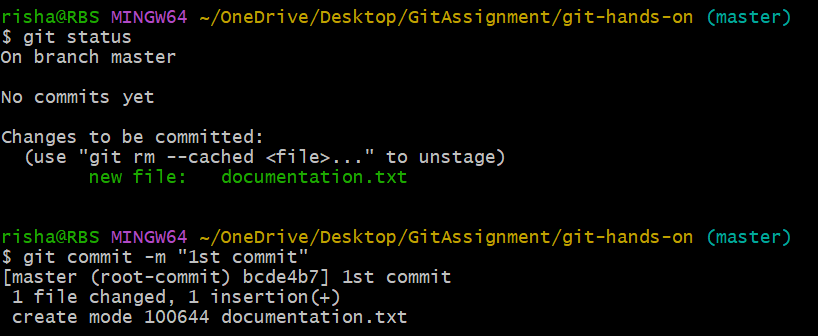 risha@RBS MINGW64 ~/OneDrive/Desktop/GitAssignment/git-hands-on (master)
$ git status
On branch master
No commits yet
Changes to be committed:
  (use "git rm --cached <file>..." to unstage)
        new file:   documentation.txt
risha@RBS MINGW64 ~/OneDrive/Desktop/GitAssignment/git-hands-on (master)
$ git commit -m "1st commit"
[master (root-commit) bcde4b7] 1st commit
 1 file changed, 1 insertion(+)
 create mode 100644 documentation.txt